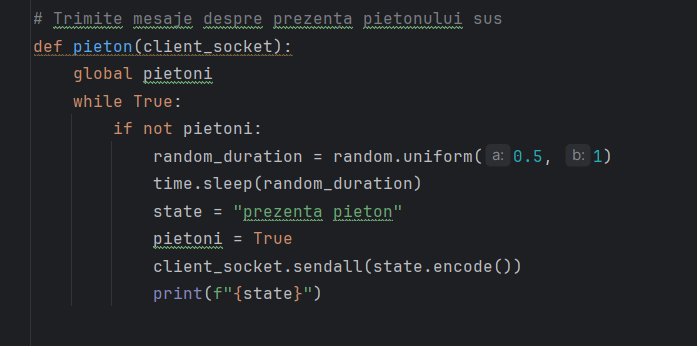 # Trimite mesaje despre prezenta pietonului sus
def pieton(client_socket):
    global pietoni
    while True:
        if not pietoni:
            random_duration = random.uniform(a: 0.5, b: 1)
            time.sleep(random_duration)
            state = "prezenta pieton"
            pietoni = True
            client_socket.sendall(state.encode())
            print(f"{state}")